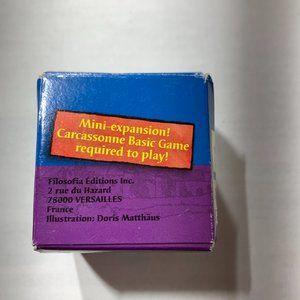 Mini-expansion!
Carcassonne Basic Game
required to play!
Filosofia Editions Inc.
2 rue du Hazard
78000 VERSAILLES
France
Illustration: Doris Matthäus